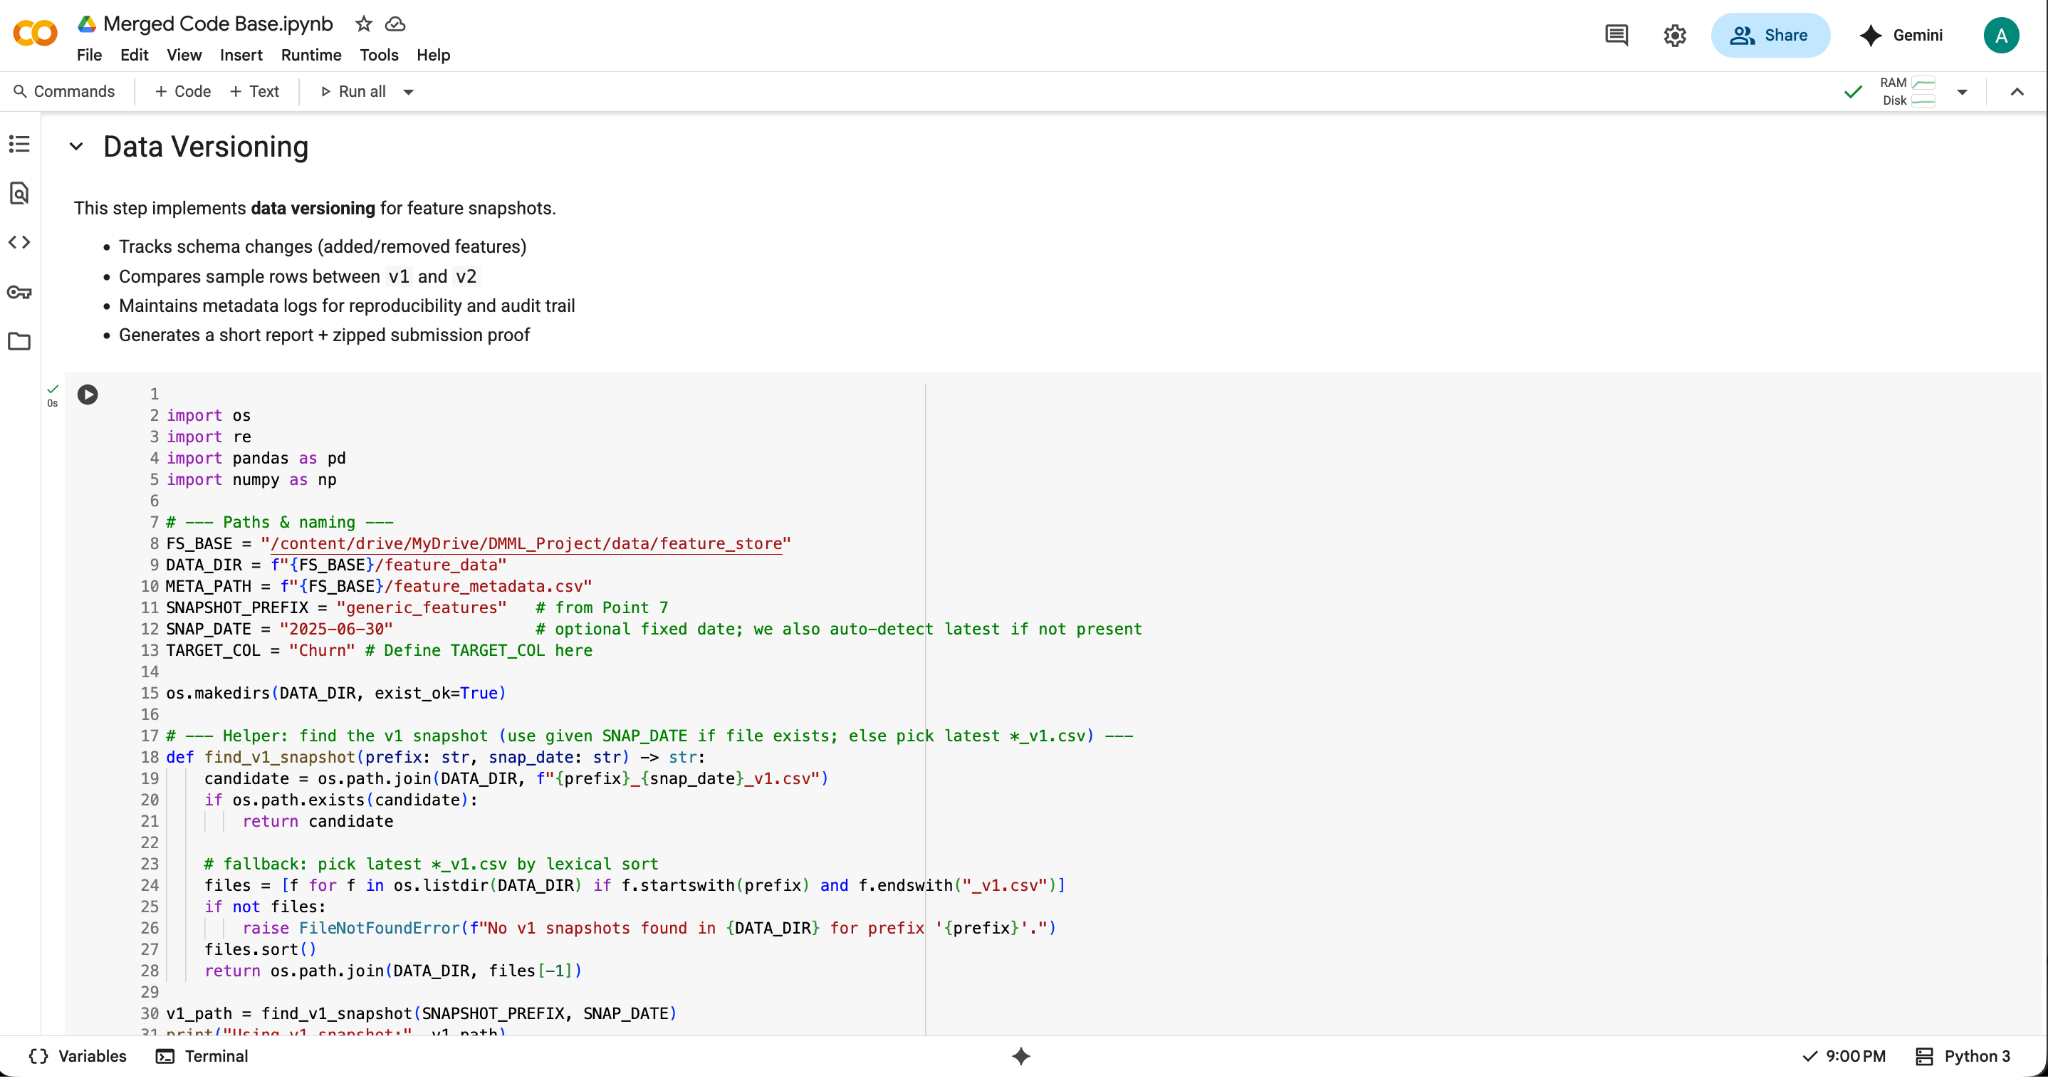 Merged Code Base.ipynb
File Edit View Insert Runtime Tools Help
Share
Gemini
A
Commands + Code + Text Run all
RAM
Disk
Data Versioning
This step implements data versioning for feature snapshots.
• Tracks schema changes (added/removed features)
• Compares sample rows between v1 and v2
• Maintains metadata logs for reproducibility and audit trail
• Generates a short report + zipped submission proof
0s
1
2 import os
3 import re
4 import pandas as pd
5 import numpy as np
6
7 # --- Paths & naming ---
8 FS_BASE = "/content/drive/MyDrive/DMML_Project/data/feature_store"
9 DATA_DIR = f"{FS_BASE}/feature_data"
10 META_PATH = f"{FS_BASE}/feature_metadata.csv"
11 SNAPSHOT_PREFIX = "generic_features"   # from Point 7
12 SNAP_DATE = "2025-06-30"               # optional fixed date; we also auto-detect latest if not present
13 TARGET_COL = "Churn" # Define TARGET_COL here
14
15 os.makedirs(DATA_DIR, exist_ok=True)
16
17 # --- Helper: find the v1 snapshot (use given SNAP_DATE if file exists; else pick latest *_v1.csv) ---
18 def find_v1_snapshot(prefix: str, snap_date: str) -> str:
19     candidate = os.path.join(DATA_DIR, f"{prefix}_{snap_date}_v1.csv")
20     if os.path.exists(candidate):
21         return candidate
22
23     # fallback: pick latest *_v1.csv by lexical sort
24     files = [f for f in os.listdir(DATA_DIR) if f.startswith(prefix) and f.endswith("_v1.csv")]
25     if not files:
26         raise FileNotFoundError(f"No v1 snapshots found in {DATA_DIR} for prefix '{prefix}'.")
27     files.sort()
28     return os.path.join(DATA_DIR, files[-1])
29
30 v1_path = find_v1_snapshot(SNAPSHOT_PREFIX, SNAP_DATE)
31 print("Using v1 snapshot:", v1_path)
Variables Terminal
9:00 PM Python 3